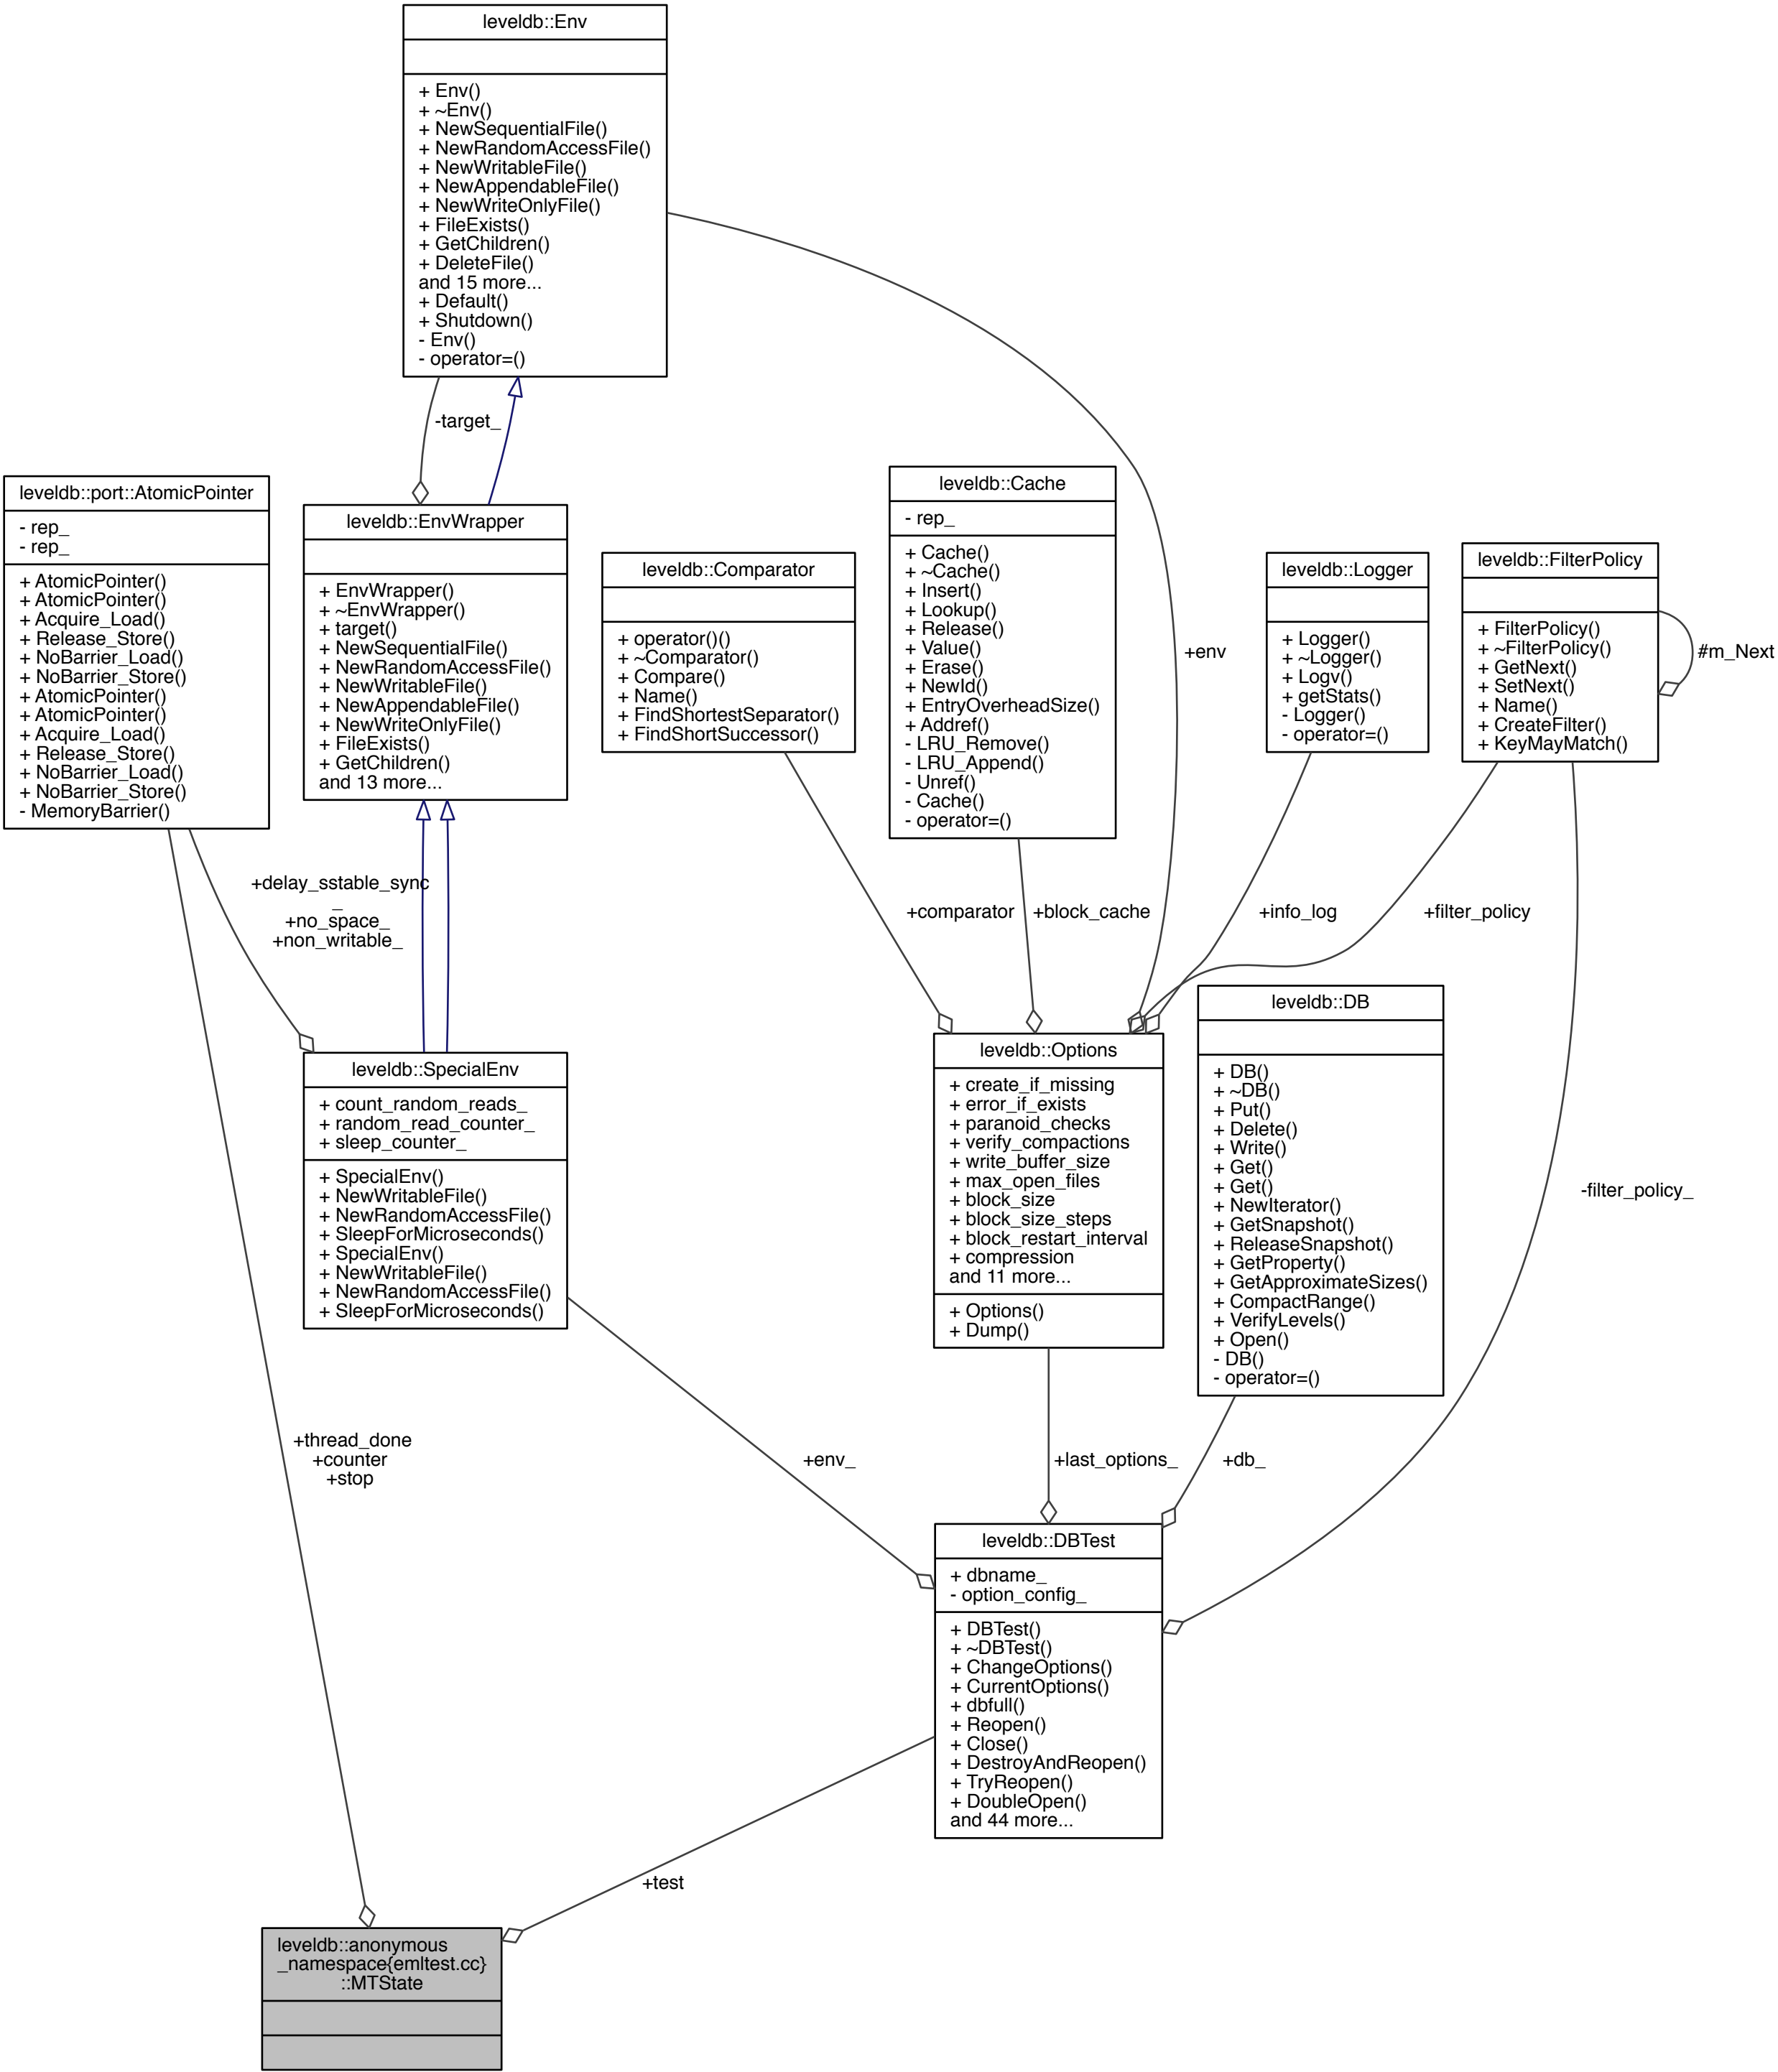 leveldb::Env
+ Env()
+ ~Env()
+ NewSequentialFile()
+ NewRandomAccessFile()
+ NewWritableFile()
+ NewAppendableFile()
+ NewWriteOnlyFile()
+ FileExists()
+ GetChildren()
+ DeleteFile()
and 15 more...
+ Default()
+ Shutdown()
- Env()
- operator=()
-target_
leveldb::port::AtomicPointer
- rep_
- rep_
+ AtomicPointer()
+ AtomicPointer()
+ Acquire_Load()
+ Release_Store()
+ NoBarrier_Load()
+ NoBarrier_Store()
+ AtomicPointer()
+ AtomicPointer()
+ Acquire_Load()
+ Release_Store()
+ NoBarrier_Load()
+ NoBarrier_Store()
- MemoryBarrier()
leveldb::EnvWrapper
+ EnvWrapper()
+ ~EnvWrapper()
+ target()
+ NewSequentialFile()
+ NewRandomAccessFile()
+ NewWritableFile()
+ NewAppendableFile()
+ NewWriteOnlyFile()
+ FileExists()
+ GetChildren()
and 13 more...
leveldb::Comparator
+ operator()()
+ ~Comparator()
+ Compare()
+ Name()
+ FindShortestSeparator()
+ FindShortSuccessor()
leveldb::Cache
- rep_
+ Cache()
+ ~Cache()
+ Insert()
+ Lookup()
+ Release()
+ Value()
+ Erase()
+ NewId()
+ EntryOverheadSize()
+ Addref()
- LRU_Remove()
- LRU_Append()
- Unref()
- Cache()
- operator=()
+env
leveldb::Logger
+ Logger()
+ ~Logger()
+ Logv()
+ getStats()
- Logger()
- operator=()
leveldb::FilterPolicy
+ FilterPolicy()
+ ~FilterPolicy()
+ GetNext()
+ SetNext()
+ Name()
+ CreateFilter()
+ KeyMayMatch()
#m_Next
+delay_sstable_sync
_
+no_space_
+non_writable_
+comparator
+block_cache
+info_log
+filter_policy
leveldb::SpecialEnv
+ count_random_reads_
+ random_read_counter_
+ sleep_counter_
+ SpecialEnv()
+ NewWritableFile()
+ NewRandomAccessFile()
+ SleepForMicroseconds()
+ SpecialEnv()
+ NewWritableFile()
+ NewRandomAccessFile()
+ SleepForMicroseconds()
leveldb::Options
+ create_if_missing
+ error_if_exists
+ paranoid_checks
+ verify_compactions
+ write_buffer_size
+ max_open_files
+ block_size
+ block_size_steps
+ block_restart_interval
+ compression
and 11 more...
+ Options()
+ Dump()
leveldb::DB
+ DB()
+ ~DB()
+ Put()
+ Delete()
+ Write()
+ Get()
+ Get()
+ NewIterator()
+ GetSnapshot()
+ ReleaseSnapshot()
+ GetProperty()
+ GetApproximateSizes()
+ CompactRange()
+ VerifyLevels()
+ Open()
- DB()
- operator=()
-filter_policy_
+thread_done
+counter
+stop
+env_
+last_options_
+db_
leveldb::DBTest
+ dbname_
- option_config_
+ DBTest()
+ ~DBTest()
+ ChangeOptions()
+ CurrentOptions()
+ dbfull()
+ Reopen()
+ Close()
+ DestroyAndReopen()
+ TryReopen()
+ DoubleOpen()
and 44 more...
+test
leveldb::anonymous
_namespace{emltest.cc}
::MTState